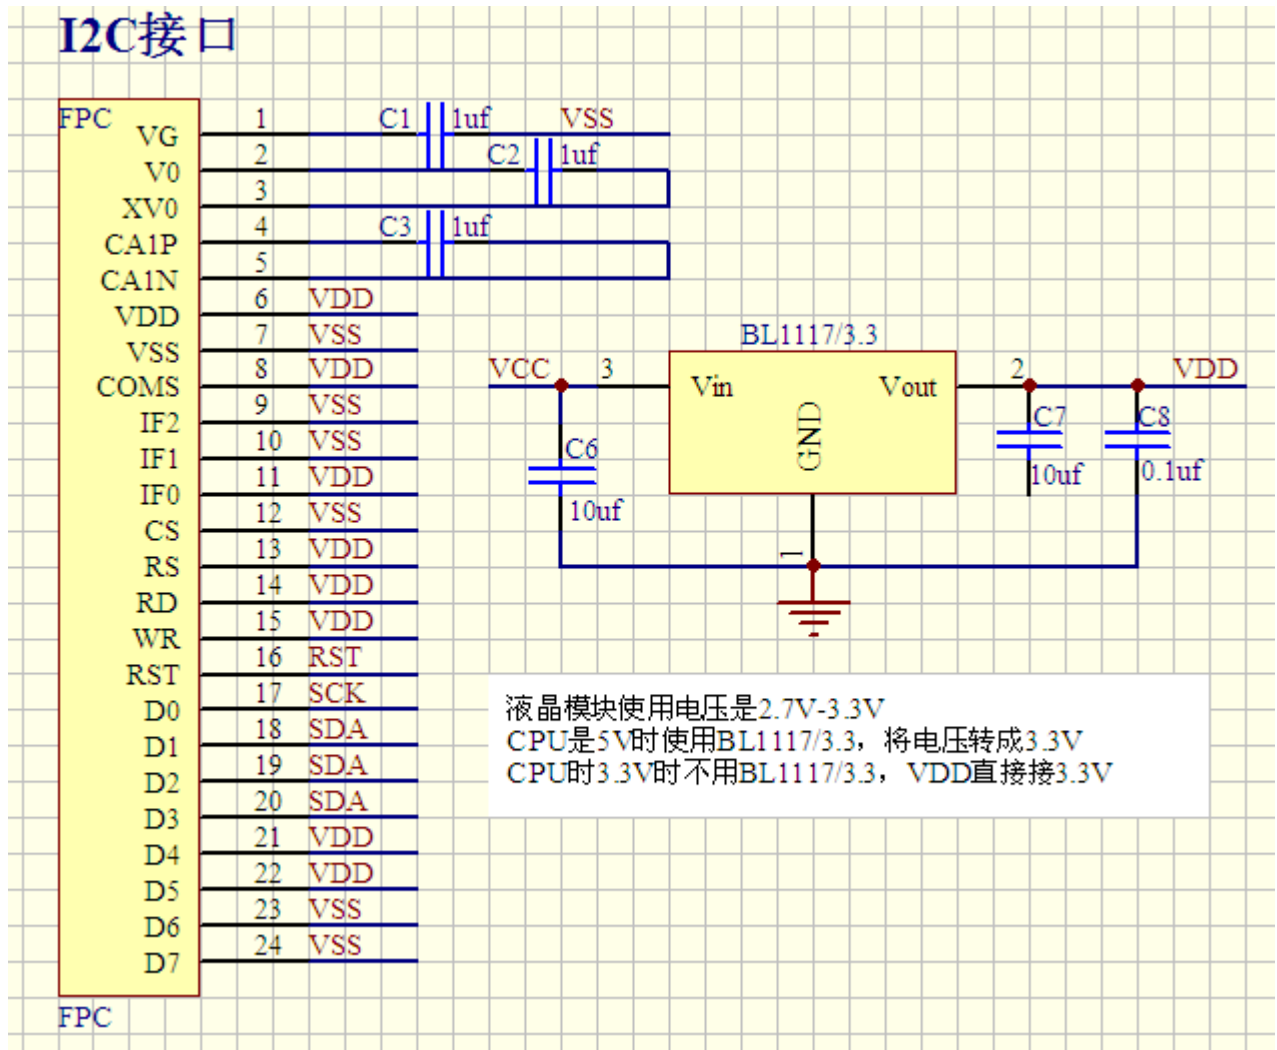 I2C接口
FPC
VG 1 C1 1uf VSS
V0 2 C2 1uf
XV0 3
CA1P 4 C3 1uf
CA1N 5
VDD 6 VDD
VSS 7 VSS
COMS 8 VDD
IF2 9 VSS
IF1 10 VSS
IF0 11 VDD
CS 12 VSS
RS 13 VDD
RD 14 VDD
WR 15 VDD
RST 16 RST
D0 17 SCK
D1 18 SDA
D2 19 SDA
D3 20 SDA
D4 21 VDD
D5 22 VDD
D6 23 VSS
D7 24 VSS
FPC
BL1117/3.3
VCC 3 Vin Vout 2 VDD
GND
C6
10uf
C7
10uf
C8
0.1uf
1
液晶模块使用电压是2.7V-3.3V
CPU是5V时使用BL1117/3.3，将电压转成3.3V
CPU时3.3V时不用BL1117/3.3，VDD直接接3.3V